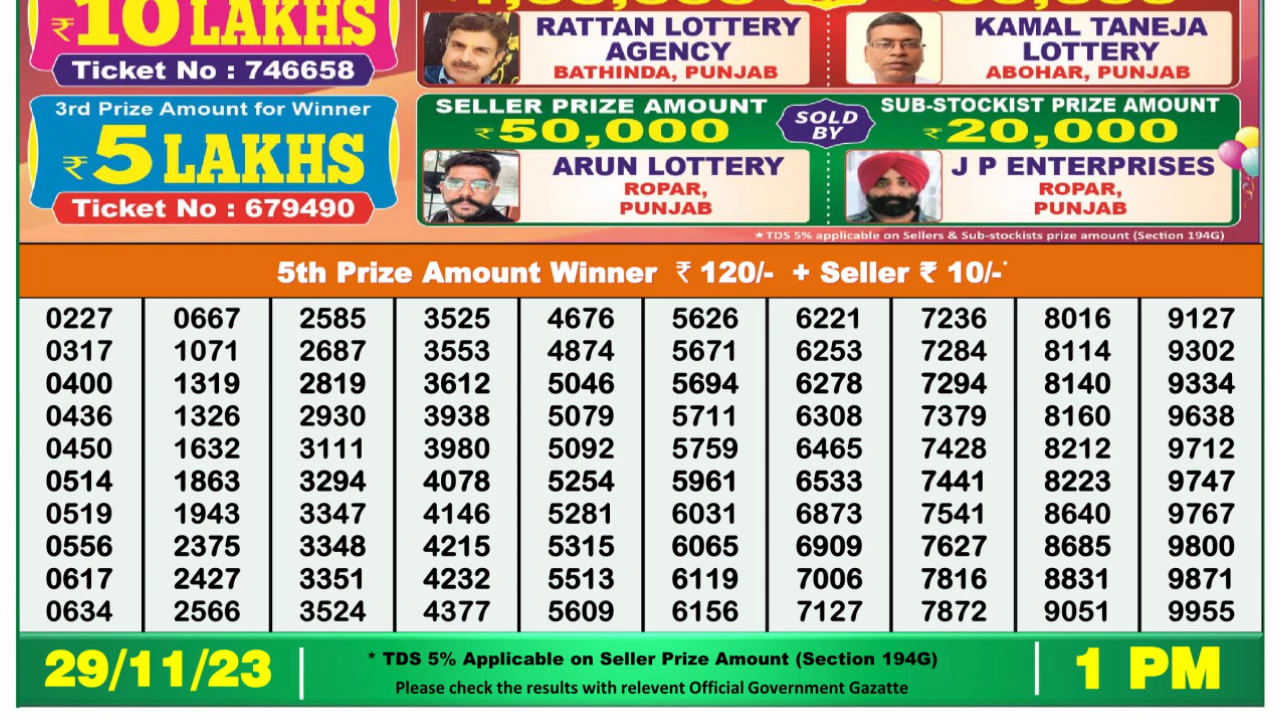 ₹10 LAKHS
Ticket No : 746658
RATTAN LOTTERY
AGENCY
BATHINDA, PUNJAB
KAMAL TANEJA
LOTTERY
ABOHAR, PUNJAB
3rd Prize Amount for Winner
₹5 LAKHS
Ticket No : 679490
SELLER PRIZE AMOUNT
₹50,000
SOLD
BY
SUB-STOCKIST PRIZE AMOUNT
₹20,000
ARUN LOTTERY
ROPAR,
PUNJAB
J P ENTERPRISES
ROPAR,
PUNJAB
★TDS 5% applicable on Sellers & Sub-stockists prize amount (Section 194G)
5th Prize Amount Winner ₹ 120/- + Seller ₹ 10/-*
0227 0667 2585 3525 4676 5626 6221 7236 8016 9127
0317 1071 2687 3553 4874 5671 6253 7284 8114 9302
0400 1319 2819 3612 5046 5694 6278 7294 8140 9334
0436 1326 2930 3938 5079 5711 6308 7379 8160 9638
0450 1632 3111 3980 5092 5759 6465 7428 8212 9712
0514 1863 3294 4078 5254 5961 6533 7441 8223 9747
0519 1943 3347 4146 5281 6031 6873 7541 8640 9767
0556 2375 3348 4215 5315 6065 6909 7627 8685 9800
0617 2427 3351 4232 5513 6119 7006 7816 8831 9871
0634 2566 3524 4377 5609 6156 7127 7872 9051 9955
29/11/23
* TDS 5% Applicable on Seller Prize Amount (Section 194G)
Please check the results with relevent Official Government Gazatte
1 PM